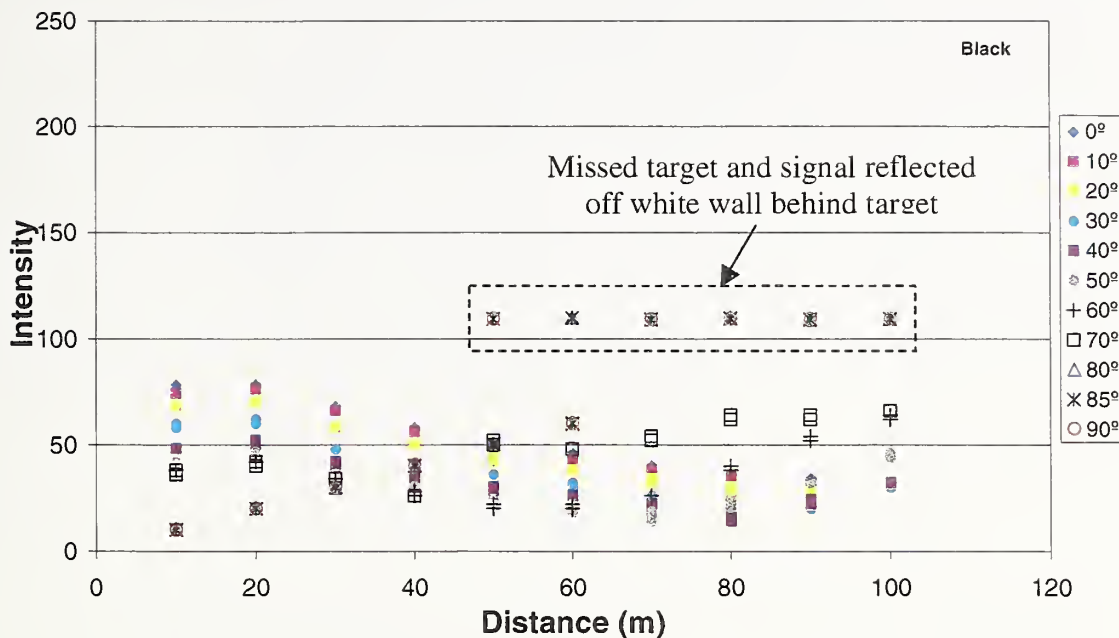 250
200
150
100
50
0
Intensity
Black
Missed target and signal reflected
off white wall behind target
0 20 40 60 80 100 120
Distance (m)
0º
10º
20º
30º
40º
50º
60º
70º
80º
85º
90º